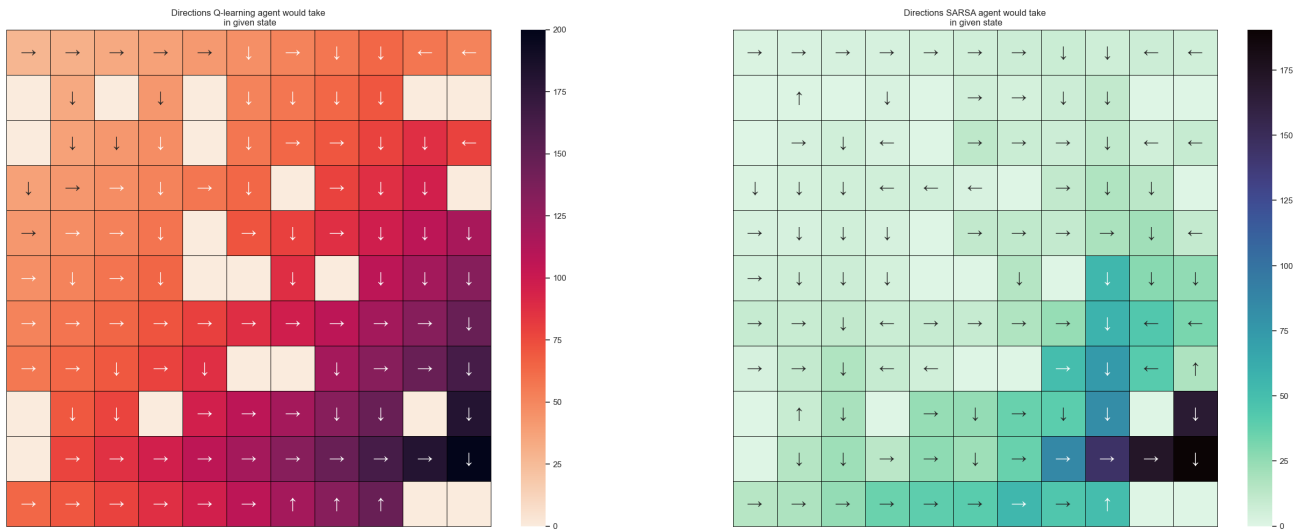 Directions Q-learning agent would take
in given state
→ → → → → ↓ → ↓ ↓ ← ←
↓ ↓ ↓ ↓ ↓ ↓
↓ ↓ ↓ ↓ → → ↓ ↓ ←
↓ → → ↓ → ↓ → ↓ ↓
→ → → ↓ → ↓ → ↓ ↓ ↓
→ ↓ → ↓ ↓ ↓ ↓ ↓
→ → → → → → → → → → ↓
→ → ↓ → ↓ ↓ → → ↓
↓ ↓ → → → ↓ ↓ ↓
→ → → → → → → → → ↓
→ → → → → → ↑ ↑ ↑
200
175
150
125
100
75
50
25
0
Directions SARSA agent would take
in given state
→ → → → → → → ↓ ↓ ← ←
↑ ↓ → → ↓ ↓
→ ↓ ← → → → ↓ ← ←
↓ ↓ ↓ ← ← ← → ↓ ↓
→ ↓ ↓ ↓ → → → → ↓ ←
→ ↓ ↓ ↓ ↓ ↓ ↓ ↓
→ → ↓ ← → → → → ↓ ← ←
→ → ↓ ← ← → ↓ ← ↑
↑ ↓ → ↓ → ↓ ↓ ↓
↓ ↓ → ↓ ↓ → → → → ↓
→ → → → → → → → ↑
175
150
125
100
75
50
25
0